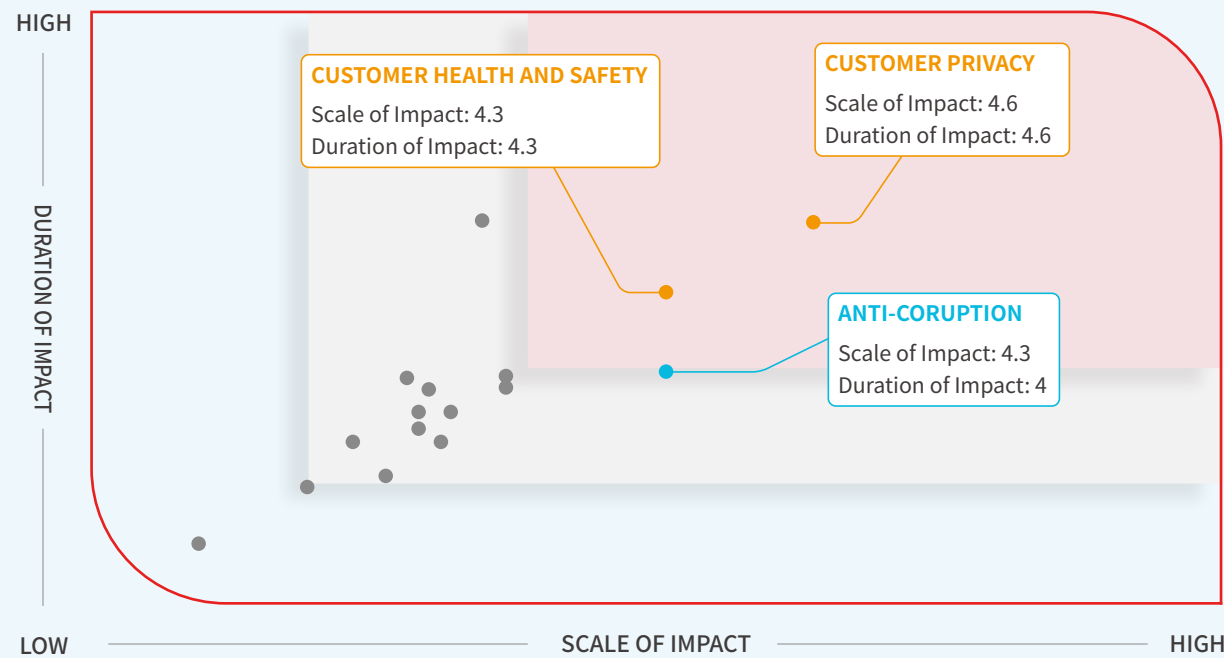 HIGH
CUSTOMER HEALTH AND SAFETY
Scale of Impact: 4.3
Duration of Impact: 4.3
CUSTOMER PRIVACY
Scale of Impact: 4.6
Duration of Impact: 4.6
DURATION OF IMPACT
ANTI-CORUPTION
Scale of Impact: 4.3
Duration of Impact: 4
LOW
SCALE OF IMPACT
HIGH